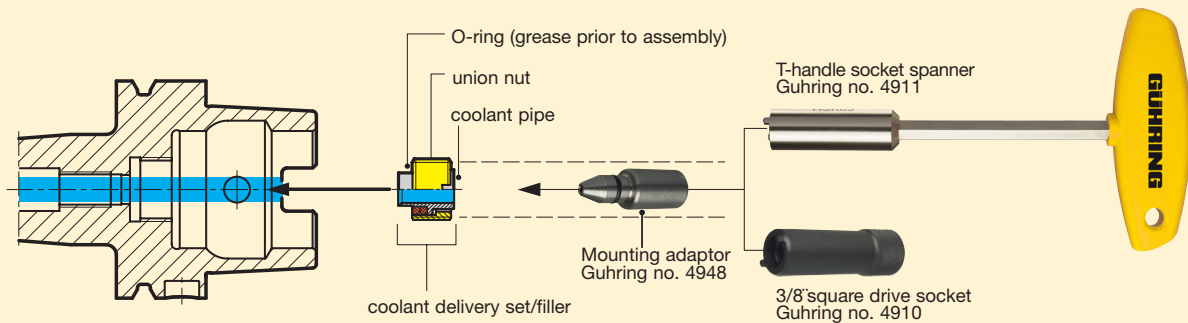 O-ring (grease prior to assembly)
union nut
coolant pipe
T-handle socket spanner
Guhring no. 4911
GUHRING
Mounting adaptor
Guhring no. 4948
coolant delivery set/filler
3/8¨square drive socket
Guhring no. 4910